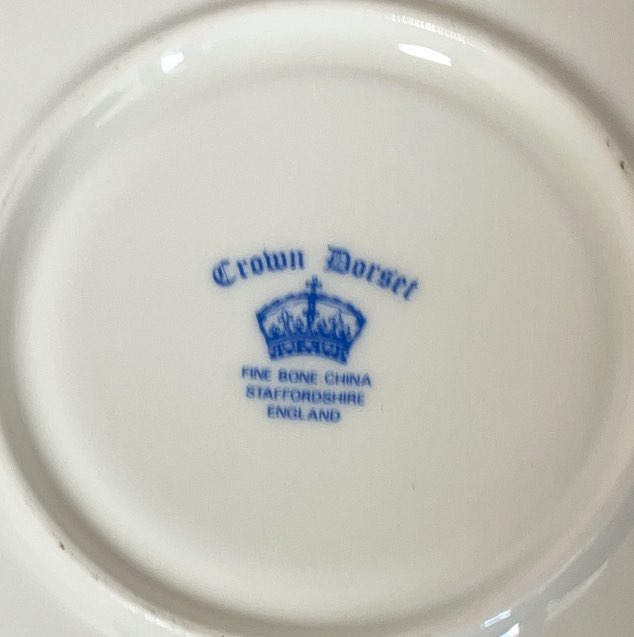 Crown Dorset
FINE BONE CHINA
STAFFORDSHIRE
ENGLAND